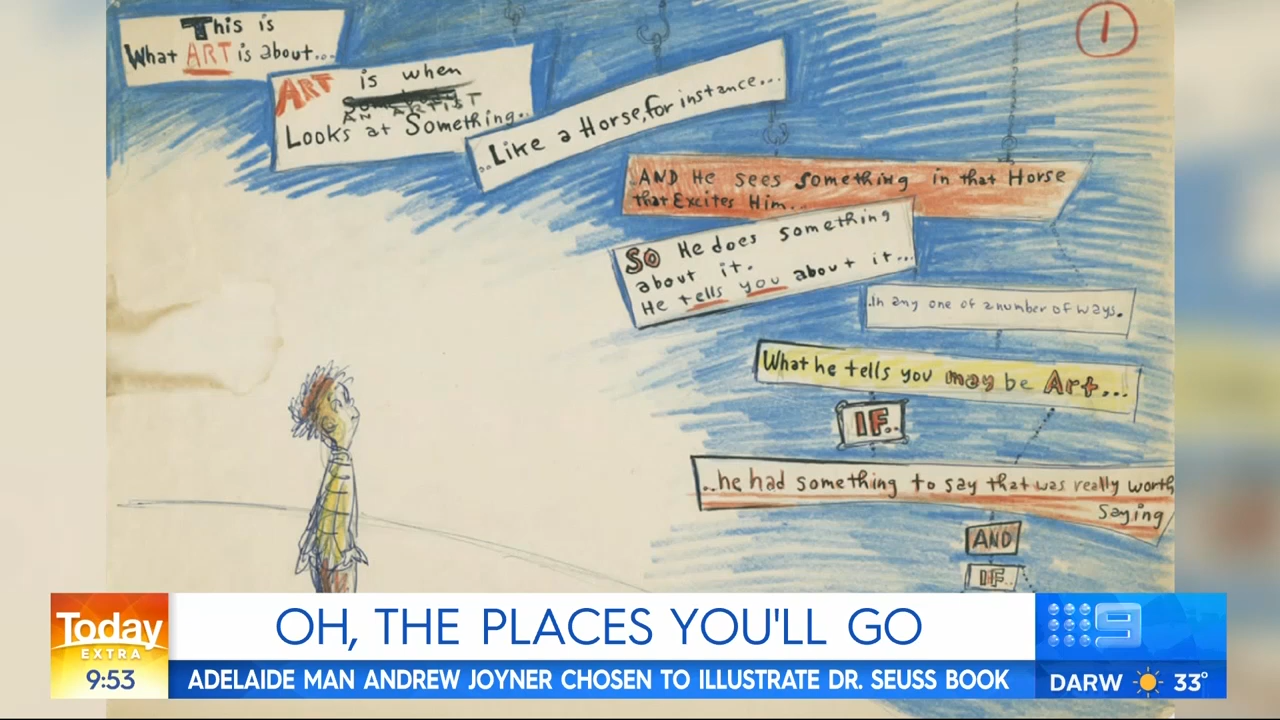 This is
What ART is about...
ART is when
AN ARTIST
Looks at Something..
..Like a Horse, for instance...
..AND He sees something in that Horse
that Excites Him..
SO He does something
about it.
He tells you about it...
..In any one of a number of ways.
What he tells you may be Art...
IF..
..he had something to say that was really worth
Saying
AND
IF..
1
OH, THE PLACES YOU'LL GO
ADELAIDE MAN ANDREW JOYNER CHOSEN TO ILLUSTRATE DR. SEUSS BOOK
Today
EXTRA
9:53
9
DARW 33°